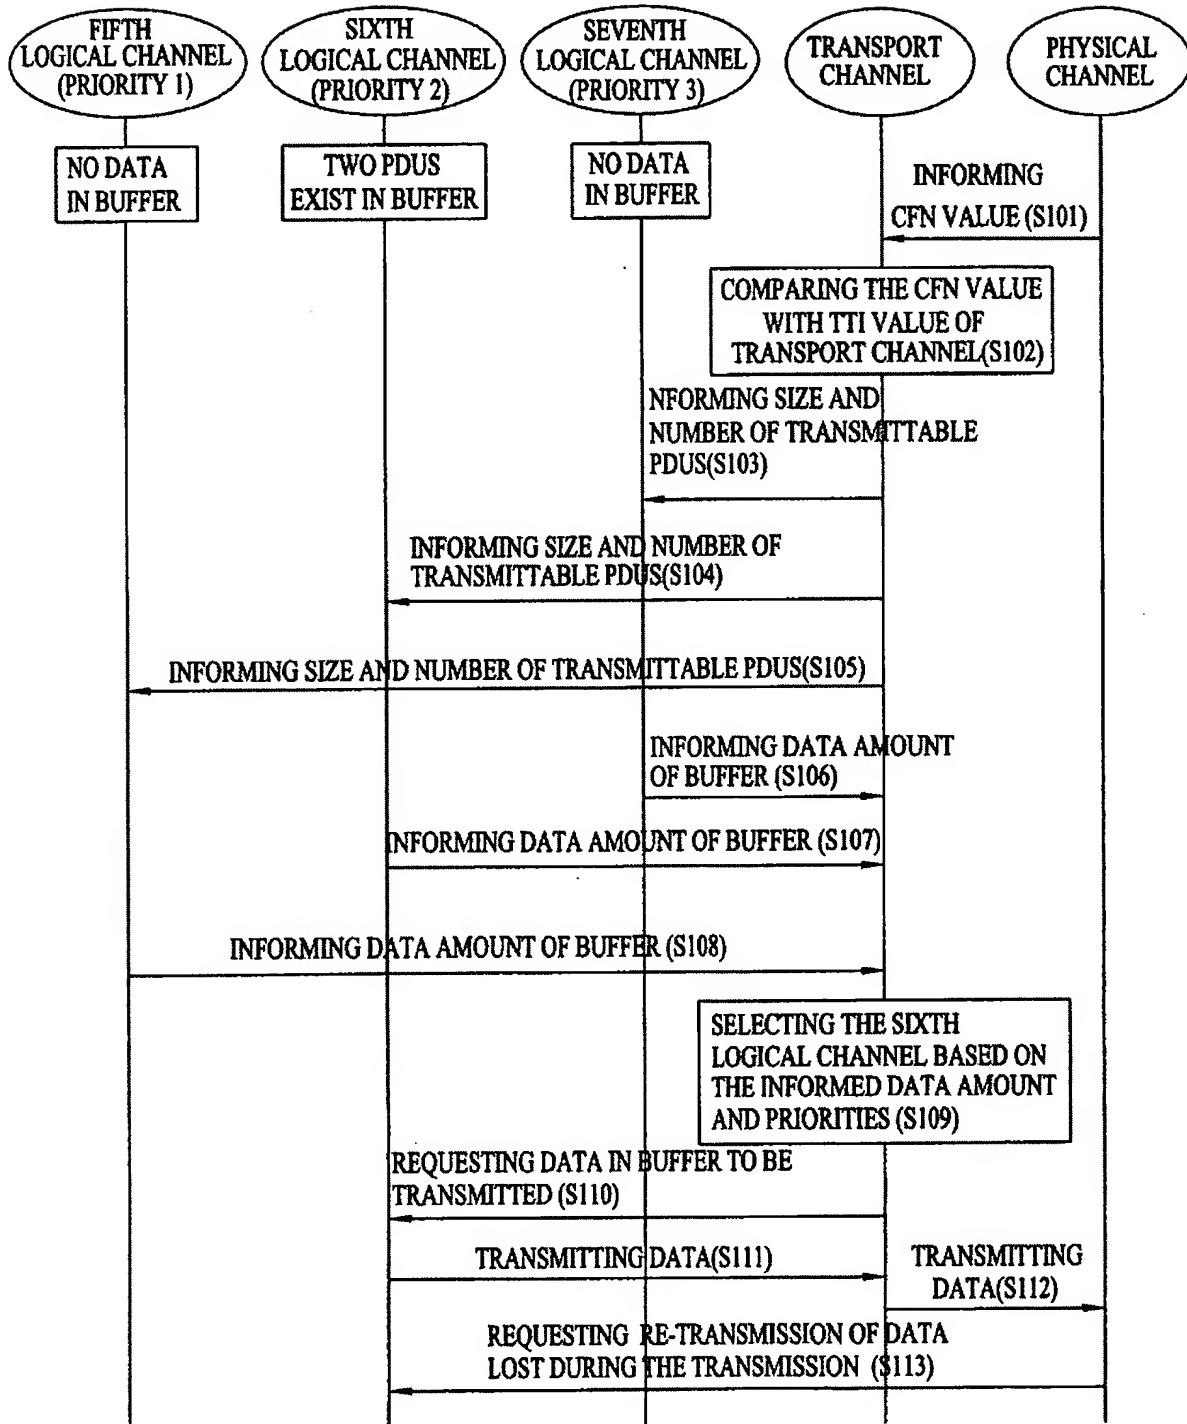 FIFTH
LOGICAL CHANNEL
(PRIORITY 1)
SIXTH
LOGICAL CHANNEL
(PRIORITY 2)
SEVENTH
LOGICAL CHANNEL
(PRIORITY 3)
TRANSPORT
CHANNEL
PHYSICAL
CHANNEL
NO DATA
IN BUFFER
TWO PDUS
EXIST IN BUFFER
NO DATA
IN BUFFER
INFORMING
CFN VALUE (S101)
COMPARING THE CFN VALUE
WITH TTI VALUE OF
TRANSPORT CHANNEL(S102)
NFORMING SIZE AND
NUMBER OF TRANSMITTABLE
PDUS(S103)
INFORMING SIZE AND NUMBER OF
TRANSMITTABLE PDUS(S104)
INFORMING SIZE AND NUMBER OF TRANSMITTABLE PDUS(S105)
INFORMING DATA AMOUNT
OF BUFFER (S106)
INFORMING DATA AMOUNT OF BUFFER (S107)
INFORMING DATA AMOUNT OF BUFFER (S108)
SELECTING THE SIXTH
LOGICAL CHANNEL BASED ON
THE INFORMED DATA AMOUNT
AND PRIORITIES (S109)
REQUESTING DATA IN BUFFER TO BE
TRANSMITTED (S110)
TRANSMITTING DATA(S111)
TRANSMITTING
DATA(S112)
REQUESTING RE-TRANSMISSION OF DATA
LOST DURING THE TRANSMISSION (S113)